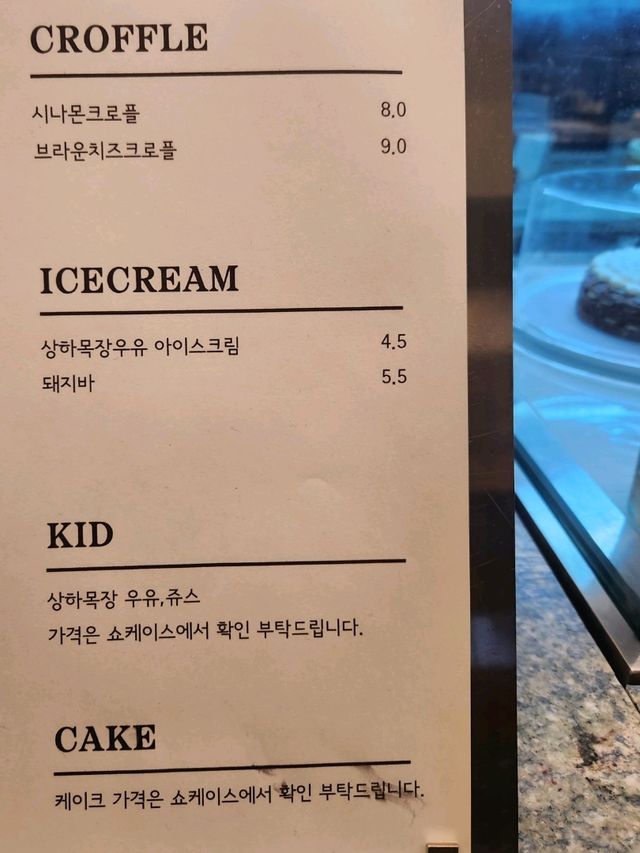 CROFFLE
시나몬크로플 8.0
브라운치즈크로플 9.0
ICECREAM
상하목장우유 아이스크림 4.5
돼지바 5.5
KID
상하목장 우유,쥬스
가격은 쇼케이스에서 확인 부탁드립니다.
CAKE
케이크 가격은 쇼케이스에서 확인 부탁드립니다.